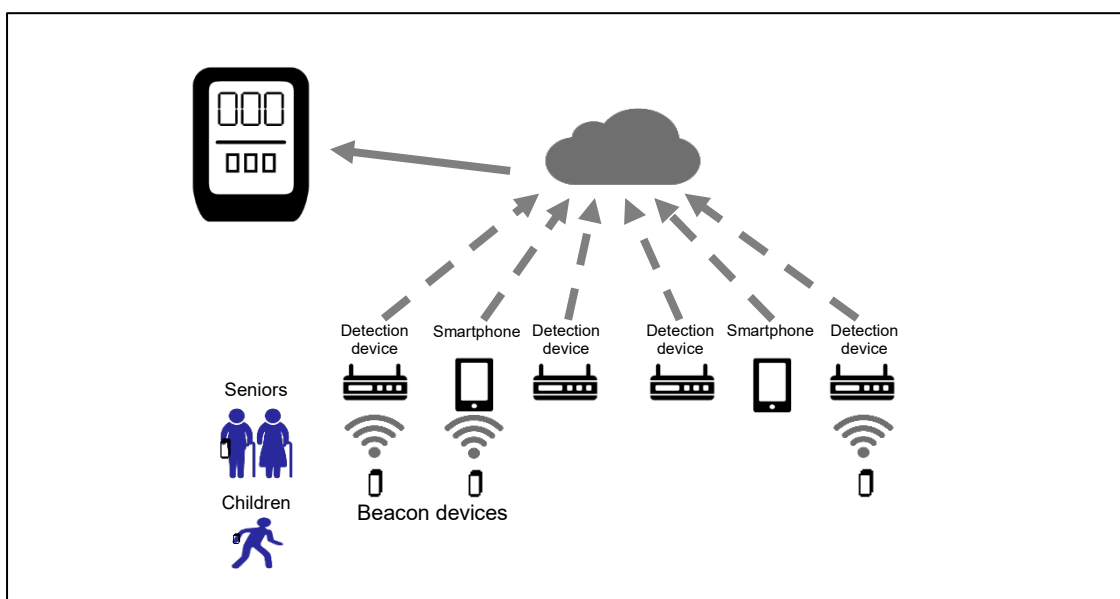 000
000
Detection
device
Smartphone
Detection
device
Detection
device
Smartphone
Detection
device
Seniors
Children
Beacon devices